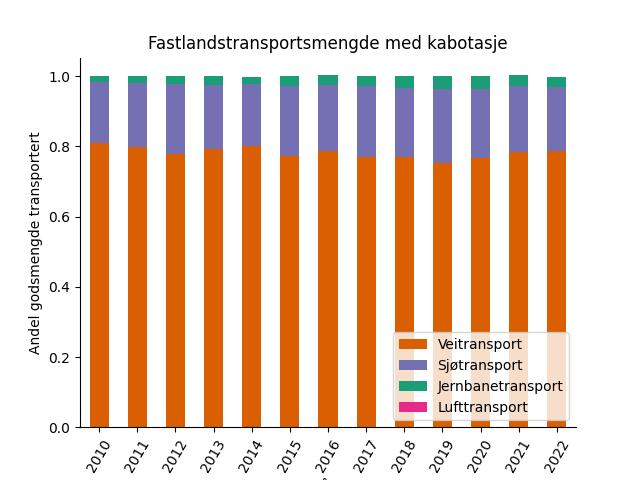 Fastlandstransportsmengde med kabotasje
Andel godsmengde transportert
1.0
0.8
0.6
0.4
0.2
0.0
Veitransport
Sjøtransport
Jernbanetransport
Lufttransport
2010 2011 2012 2013 2014 2015 2016 2017 2018 2019 2020 2021 2022